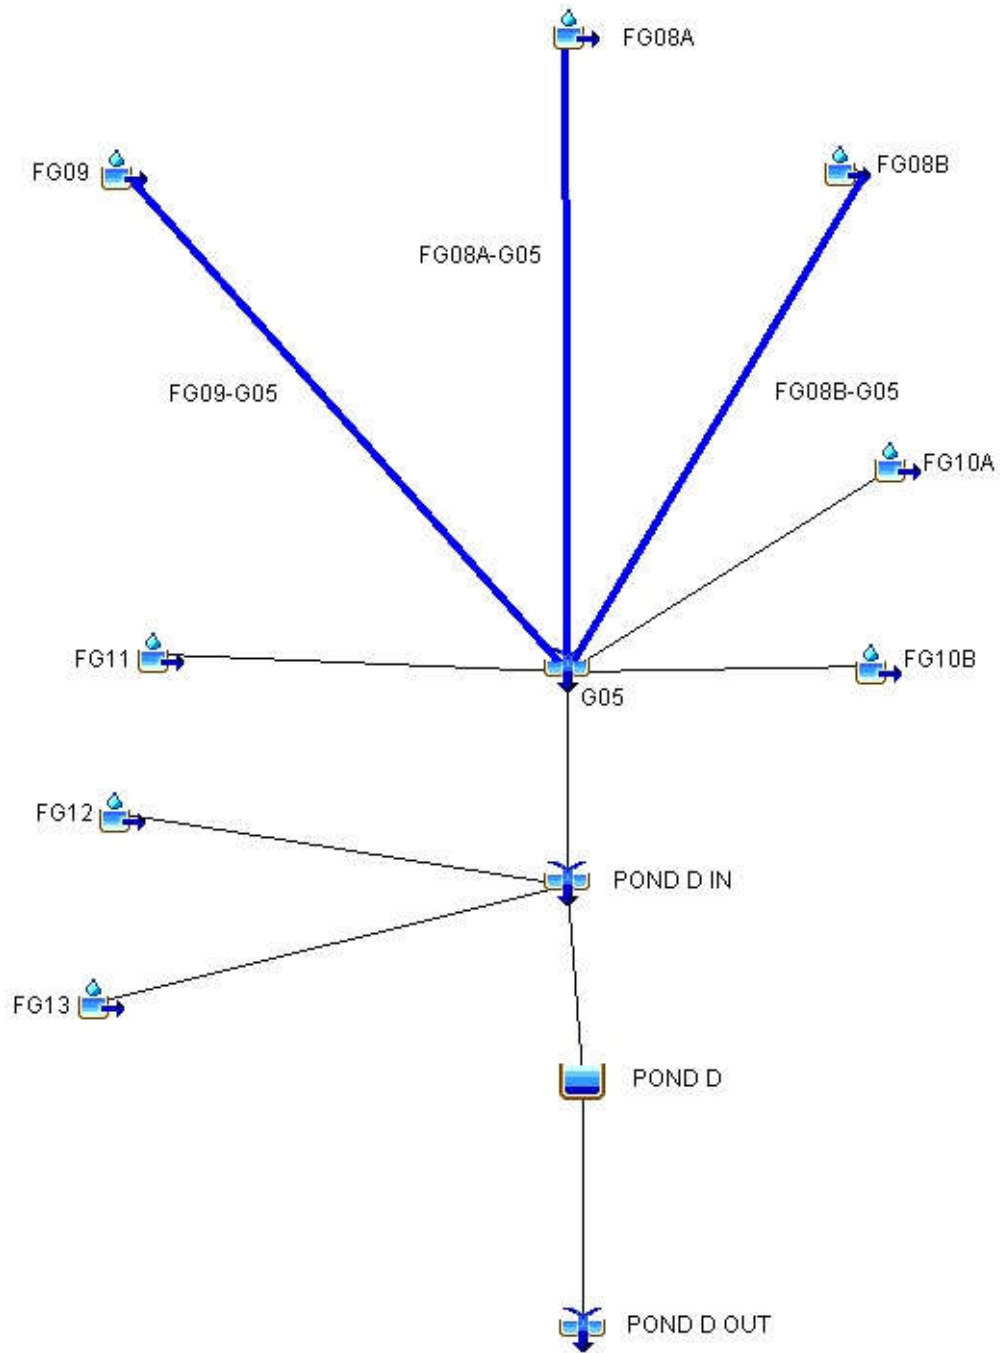 FG08A
FG09
FG08B
FG08A-G05
FG09-G05
FG08B-G05
FG10A
FG11
FG10B
G05
FG12
POND D IN
FG13
POND D
POND D OUT